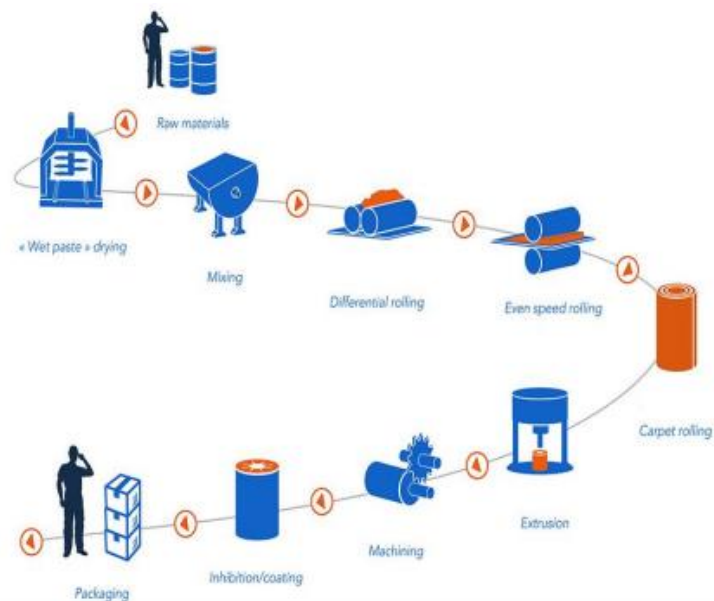 Raw materials
« Wet paste » drying
Mixing
Differential rolling
Even speed rolling
Carpet rolling
Extrusion
Machining
Inhibition/coating
Packaging